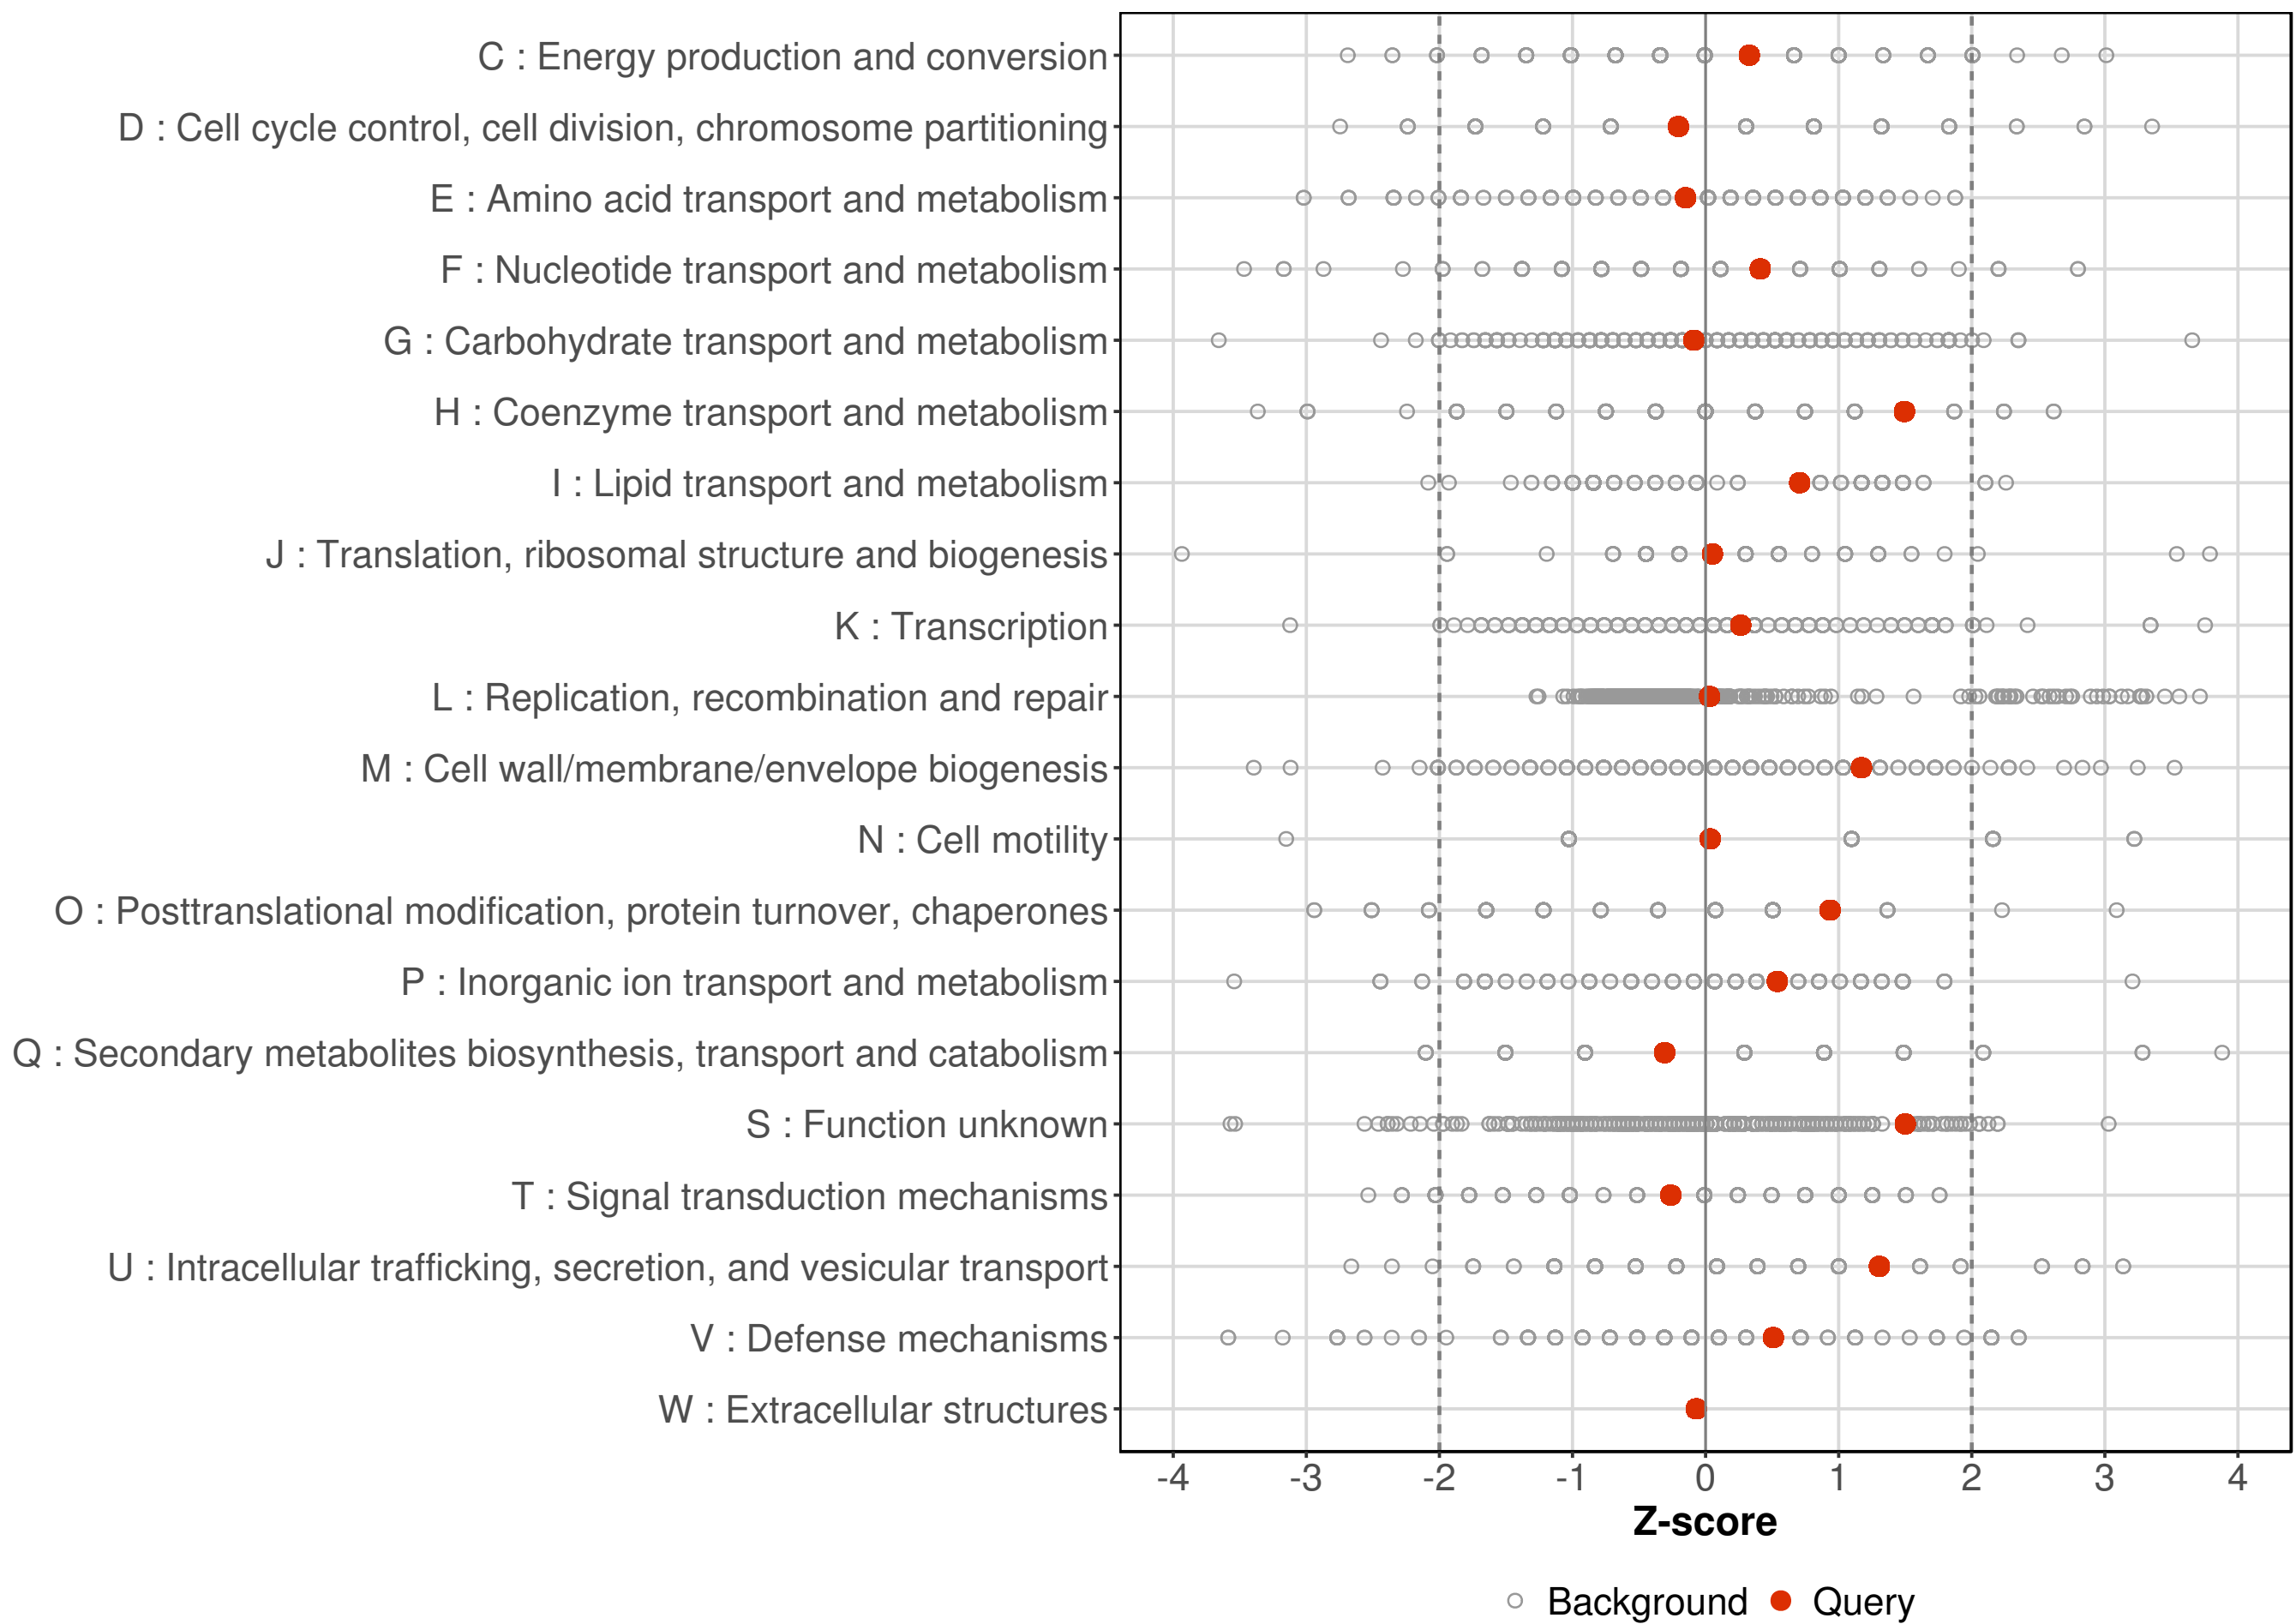 C : Energy production and conversion
D : Cell cycle control, cell division, chromosome partitioning
E : Amino acid transport and metabolism
F : Nucleotide transport and metabolism
G : Carbohydrate transport and metabolism
H : Coenzyme transport and metabolism
I : Lipid transport and metabolism
J : Translation, ribosomal structure and biogenesis
K : Transcription
L : Replication, recombination and repair
M : Cell wall/membrane/envelope biogenesis
N : Cell motility
O : Posttranslational modification, protein turnover, chaperones
P : Inorganic ion transport and metabolism
Q : Secondary metabolites biosynthesis, transport and catabolism
S : Function unknown
T : Signal transduction mechanisms
U : Intracellular trafficking, secretion, and vesicular transport
V : Defense mechanisms
W : Extracellular structures
-4 -3 -2 -1 0 1 2 3 4
Z-score
Background Query